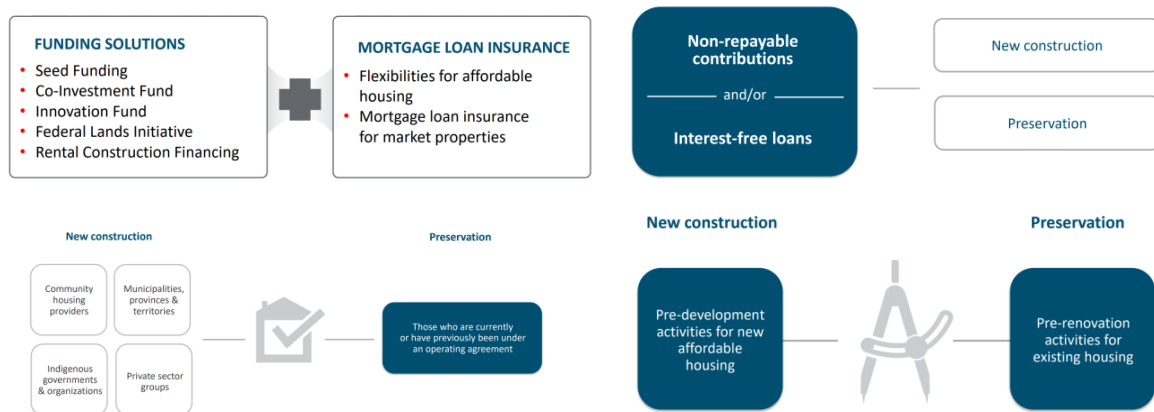 FUNDING SOLUTIONS
• Seed Funding
• Co-Investment Fund
• Innovation Fund
• Federal Lands Initiative
• Rental Construction Financing
MORTGAGE LOAN INSURANCE
• Flexibilities for affordable
housing
• Mortgage loan insurance
for market properties
Non-repayable
contributions
and/or
Interest-free loans
New construction
Preservation
New construction
Community
housing
providers
Municipalities,
provinces &
territories
Indigenous
governments
& organizations
Private sector
groups
Preservation
Those who are currently
or have previously been under
an operating agreement
New construction
Pre-development
activities for new
affordable
housing
Preservation
Pre-renovation
activities for
existing housing